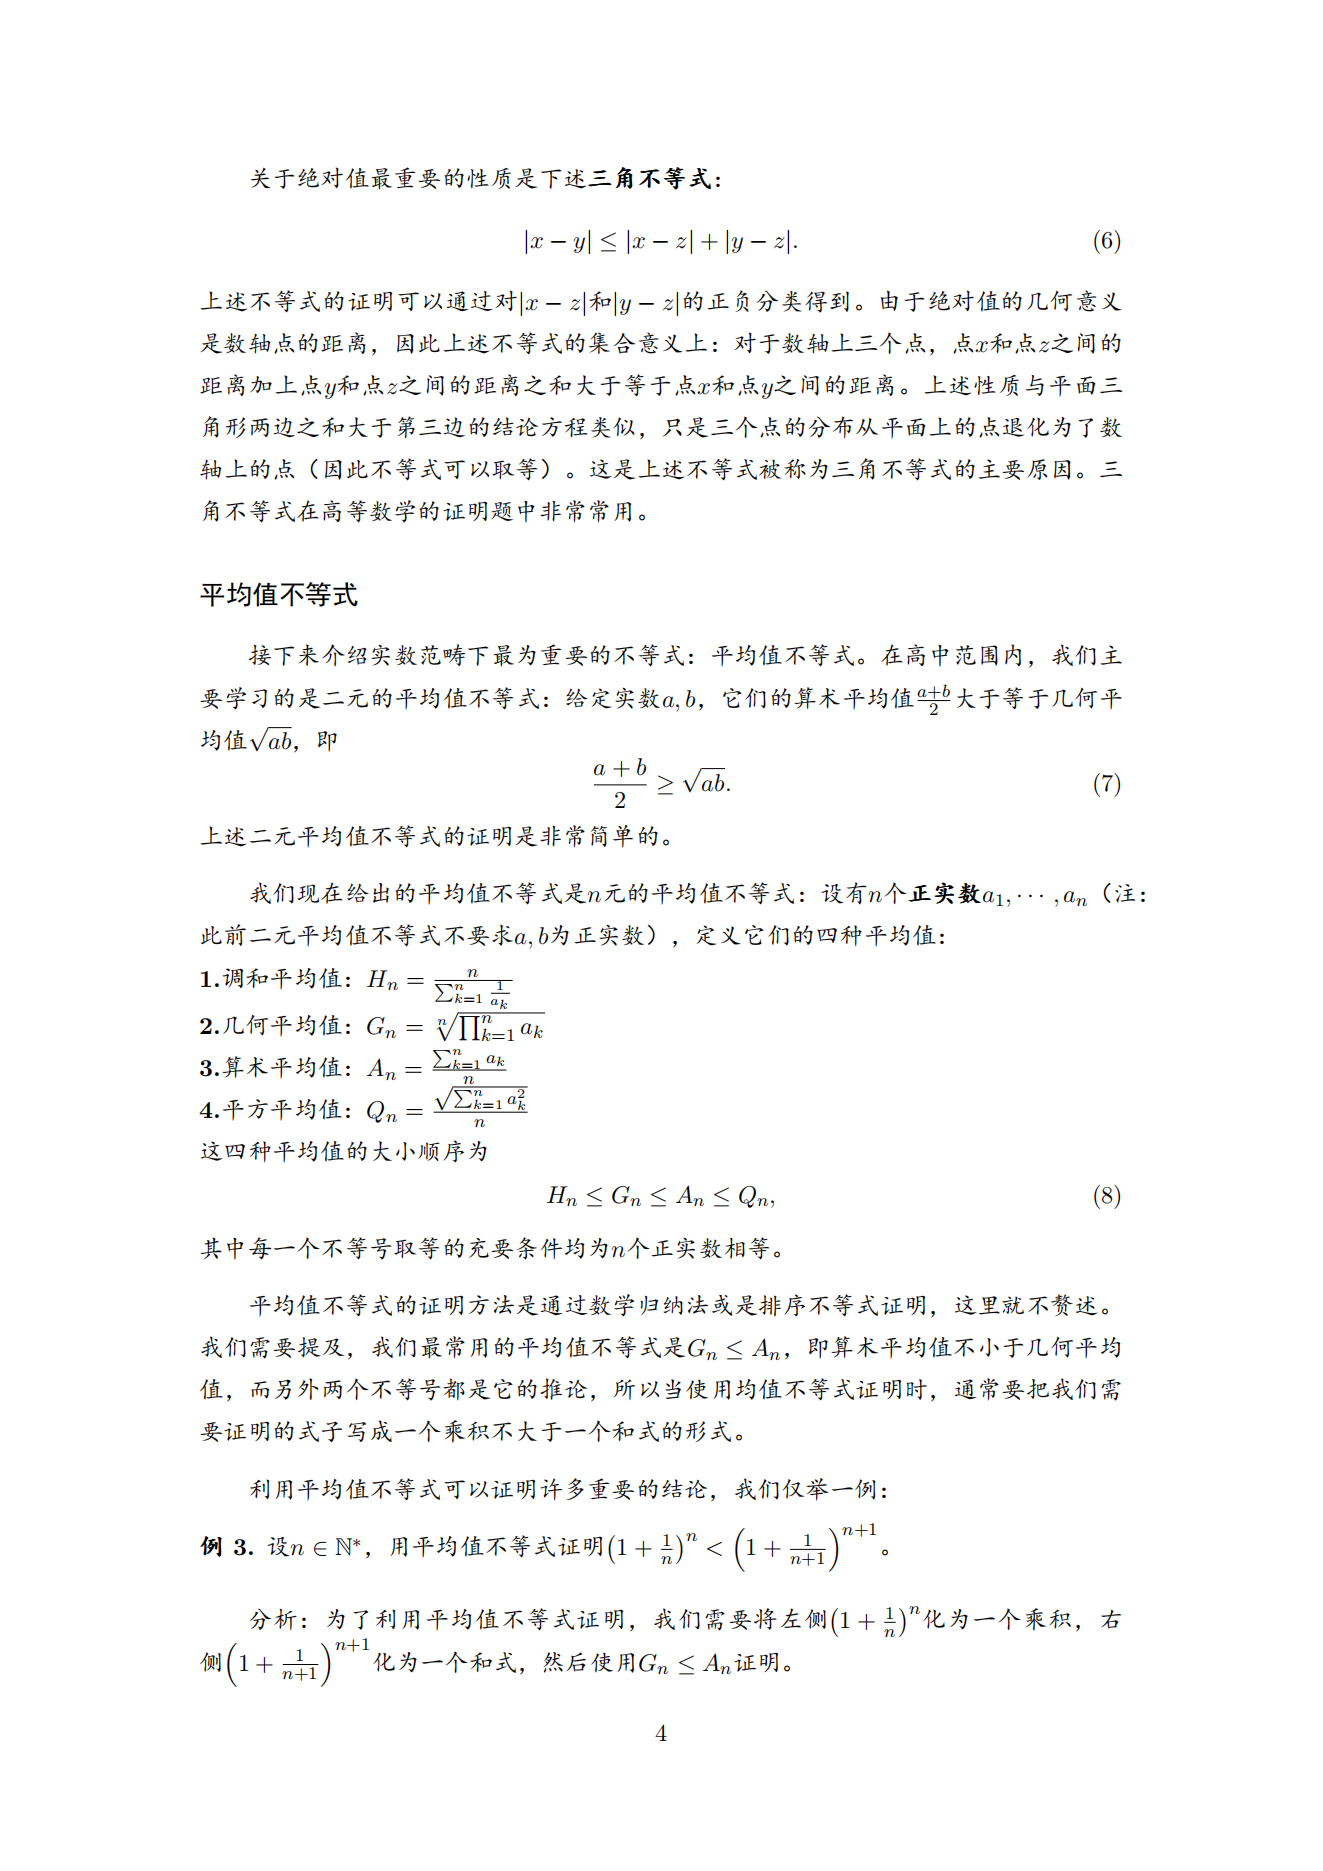 关于绝对值最重要的性质是下述三角不等式：
|x − y| ≤ |x − z| + |y − z|. (6)
上述不等式的证明可以通过对|x − z|和|y − z|的正负分类得到。由于绝对值的几何意义
是数轴点的距离，因此上述不等式的集合意义上：对于数轴上三个点，点x和点z之间的
距离加上点y和点z之间的距离之和大于等于点x和点y之间的距离。上述性质与平面三
角形两边之和大于第三边的结论方程类似，只是三个点的分布从平面上的点退化为了数
轴上的点（因此不等式可以取等）。这是上述不等式被称为三角不等式的主要原因。三
角不等式在高等数学的证明题中非常常用。
平均值不等式
接下来介绍实数范畴下最为重要的不等式：平均值不等式。在高中范围内，我们主
要学习的是二元的平均值不等式：给定实数a, b，它们的算术平均值$\frac{a+b}{2}$大于等于几何平
均值$\sqrt{ab}$，即
$\frac{a+b}{2} \geq \sqrt{ab}.$ (7)
上述二元平均值不等式的证明是非常简单的。
我们现在给出的平均值不等式是n元的平均值不等式：设有n个正实数$a_1, \cdots, a_n$（注：
此前二元平均值不等式不要求a, b为正实数），定义它们的四种平均值：
1.调和平均值：$H_n = \frac{n}{\sum_{k=1}^{n} \frac{1}{a_k}}$
2.几何平均值：$G_n = \sqrt[n]{\prod_{k=1}^{n} a_k}$
3.算术平均值：$A_n = \frac{\sum_{k=1}^{n} a_k}{n}$
4.平方平均值：$Q_n = \frac{\sqrt{\sum_{k=1}^{n} a_k^2}}{n}$
这四种平均值的大小顺序为
$H_n \leq G_n \leq A_n \leq Q_n,$ (8)
其中每一个不等号取等的充要条件均为n个正实数相等。
平均值不等式的证明方法是通过数学归纳法或是排序不等式证明，这里就不赘述。
我们需要提及，我们最常用的平均值不等式是$G_n \leq A_n$，即算术平均值不小于几何平均
值，而另外两个不等号都是它的推论，所以当使用均值不等式证明时，通常要把我们需
要证明的式子写成一个乘积不大于一个和式的形式。
利用平均值不等式可以证明许多重要的结论，我们仅举一例：
例 3. 设$n \in \mathbb{N}^*$，用平均值不等式证明$\left(1 + \frac{1}{n}\right)^n < \left(1 + \frac{1}{n+1}\right)^{n+1}$。
分析：为了利用平均值不等式证明，我们需要将左侧$\left(1 + \frac{1}{n}\right)^n$化为一个乘积，右
侧$\left(1 + \frac{1}{n+1}\right)^{n+1}$化为一个和式，然后使用$G_n \leq A_n$证明。
4